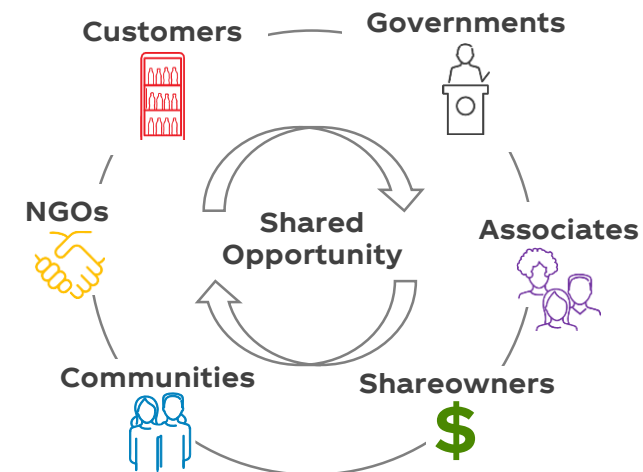 Customers
Governments
NGOs
Shared
Opportunity
Associates
Communities
Shareowners
$